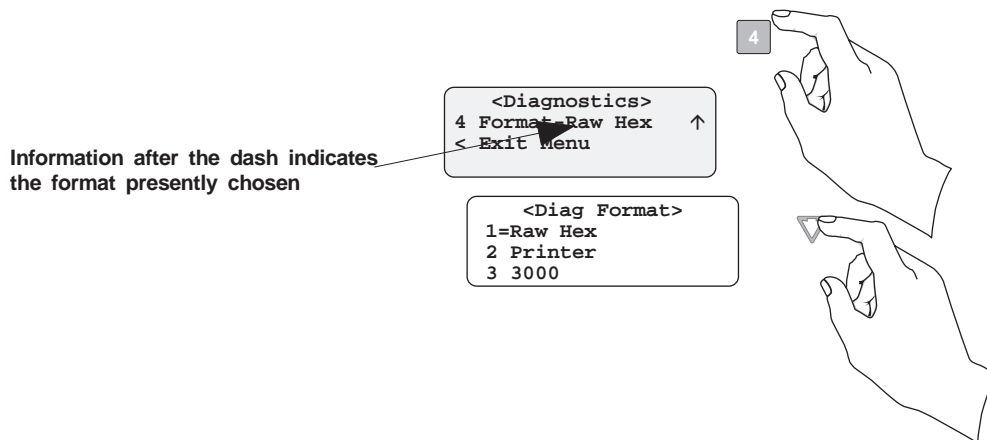 4
<Diagnostics>
4 Format-Raw Hex ↑
< Exit Menu
Information after the dash indicates
the format presently chosen
<Diag Format>
1=Raw Hex
2 Printer
3 3000